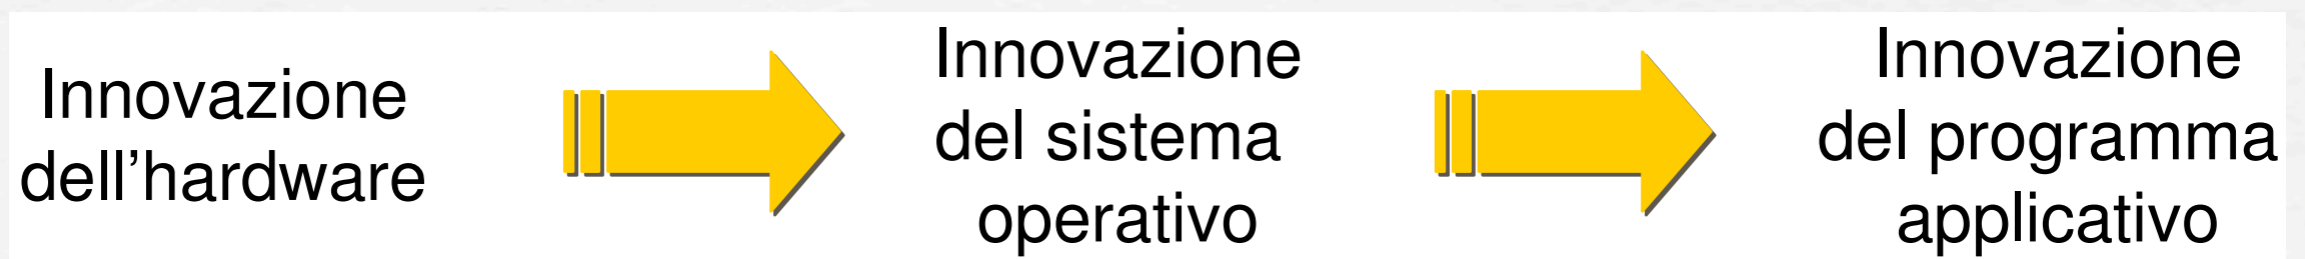 Innovazione
dell’hardware
Innovazione
del sistema
operativo
Innovazione
del programma
applicativo